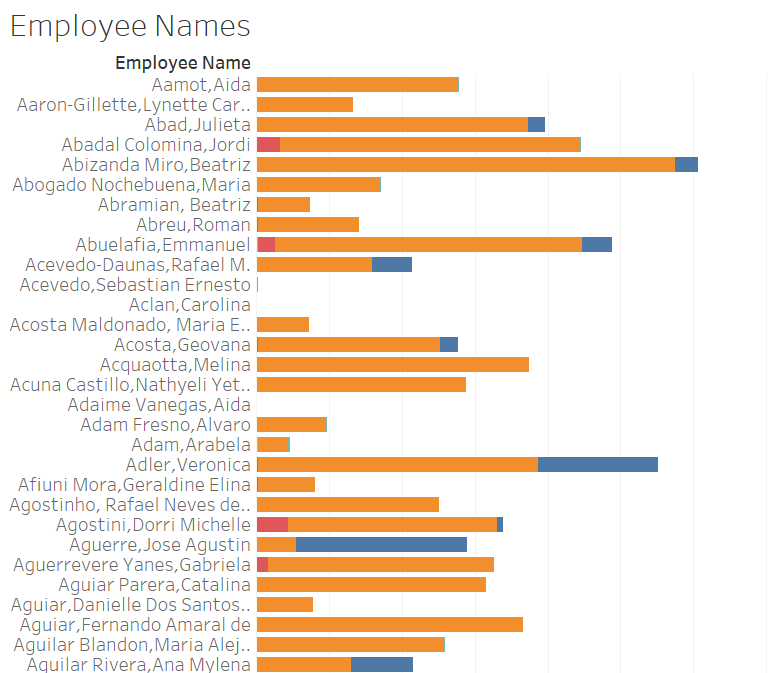 Employee Names
Employee Name
Aamot,Aida
Aaron-Gillette,Lynette Car..
Abad,Julieta
Abadal Colomina,Jordi
Abizanda Miro,Beatriz
Abogado Nochebuena,Maria
Abramian, Beatriz
Abreu,Roman
Abuelafia,Emmanuel
Acevedo-Daunas,Rafael M.
Acevedo,Sebastian Ernesto
Aclan,Carolina
Acosta Maldonado, Maria E..
Acosta,Geovana
Acquaotta,Melina
Acuna Castillo,Nathyeli Yet..
Adaime Vanegas,Aida
Adam Fresno,Alvaro
Adam,Arabela
Adler,Veronica
Afiuni Mora,Geraldine Elina
Agostinho, Rafael Neves de..
Agostini,Dorri Michelle
Aguerre,Jose Agustin
Aguerrevere Yanes,Gabriela
Aguiar Parera,Catalina
Aguiar,Danielle Dos Santos..
Aguiar,Fernando Amaral de
Aguilar Blandon,Maria Alej..
Aguilar Rivera,Ana Mylena